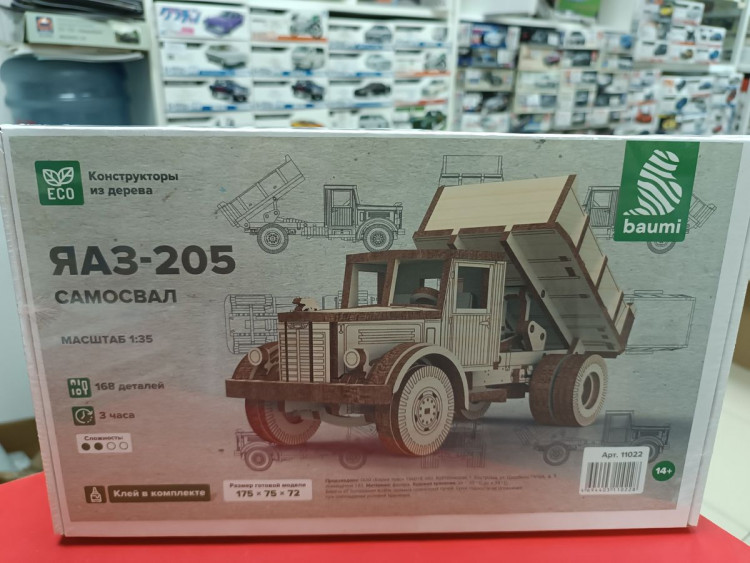 ECO
Конструкторы
из дерева
baumi
ЯАЗ-205
САМОСВАЛ
МАСШТАБ 1:35
168 деталей
3 часа
Сложность
Клей в комплекте
Размер готовой модели
175 × 75 × 72
Арт. 11022
14+